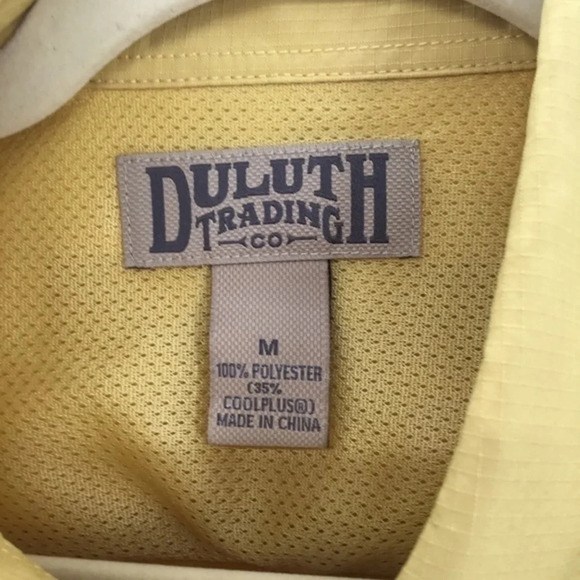 DULUTH
TRADING
CO
M
100% POLYESTER
(35%
COOLPLUS®)
MADE IN CHINA